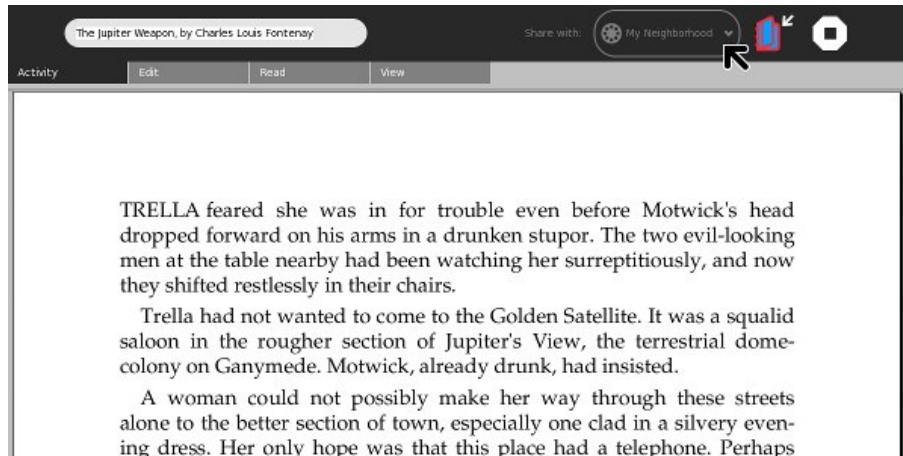 The Jupiter Weapon, by Charles Louis Fontenay
Share with:
My Neighborhood
Activity
Edit
Read
View
TRELLA feared she was in for trouble even before Motwick's head
dropped forward on his arms in a drunken stupor. The two evil-looking
men at the table nearby had been watching her surreptitiously, and now
they shifted restlessly in their chairs.
Trella had not wanted to come to the Golden Satellite. It was a squalid
saloon in the rougher section of Jupiter's View, the terrestrial dome-
colony on Ganymede. Motwick, already drunk, had insisted.
A woman could not possibly make her way through these streets
alone to the better section of town, especially one clad in a silvery even-
ing dress. Her only hope was that this place had a telephone. Perhaps